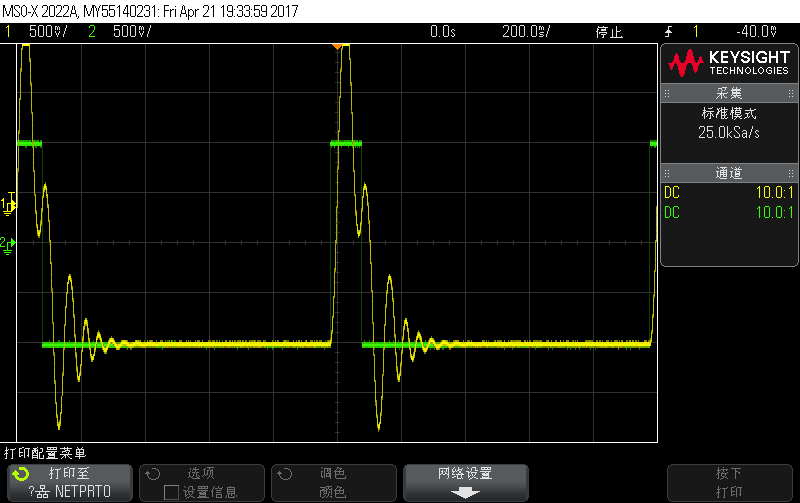 MSO-X 2022A, MY55140231: Fri Apr 21 19:33:59 2017
1 500㎷/ 2 500㎷/ 0.0s 200.0㎳/ 停止 1 -40.0㎷
KEYSIGHT
TECHNOLOGIES
采集
标准模式
25.0kSa/s
通道
DC 10.0:1
DC 10.0:1
1
2
打印配置菜单
打印至
?品 NETPRT0
选项
设置信息
调色
颜色
网络设置
按下
打印